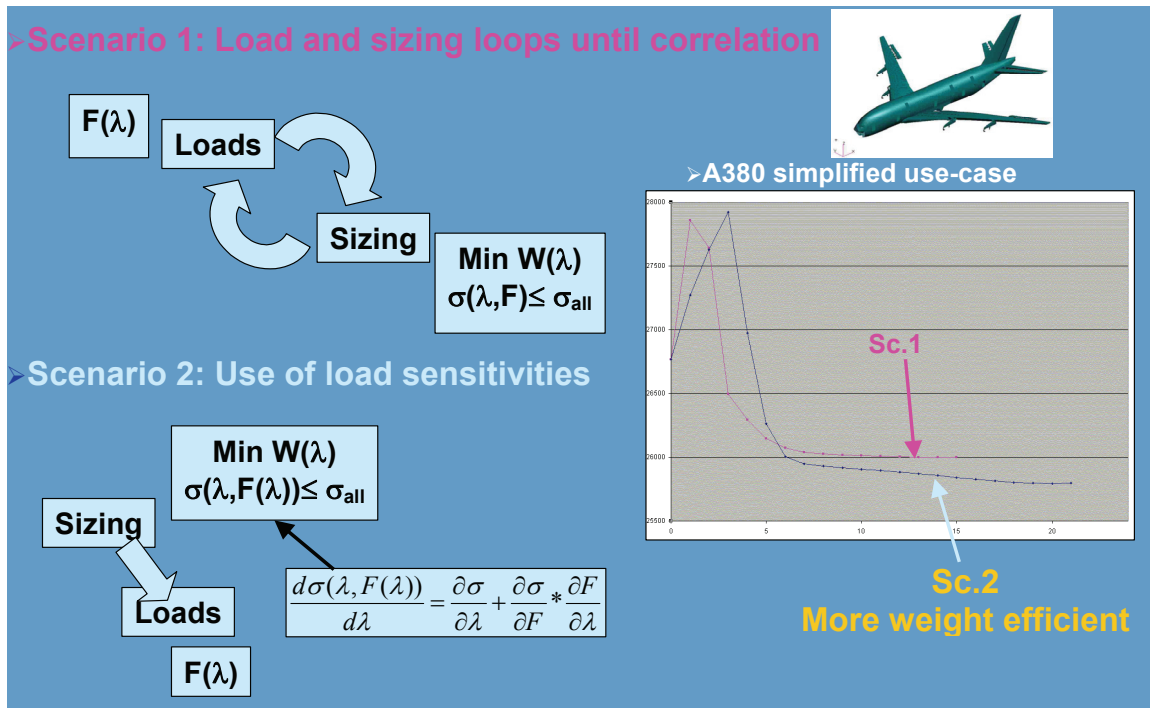 ➢Scenario 1: Load and sizing loops until correlation
F(λ)
Loads
Sizing
Min W(λ)
σ(λ,F)≤ σall
➢A380 simplified use-case
28000
27500
27000
26500
26000
25500
0
5
10
15
20
Sc.1
Sc.2
More weight efficient
➢Scenario 2: Use of load sensitivities
Min W(λ)
σ(λ,F(λ))≤ σall
Sizing
Loads
F(λ)
dσ(λ, F(λ))/dλ = ∂σ/∂λ + ∂σ/∂F * ∂F/∂λ